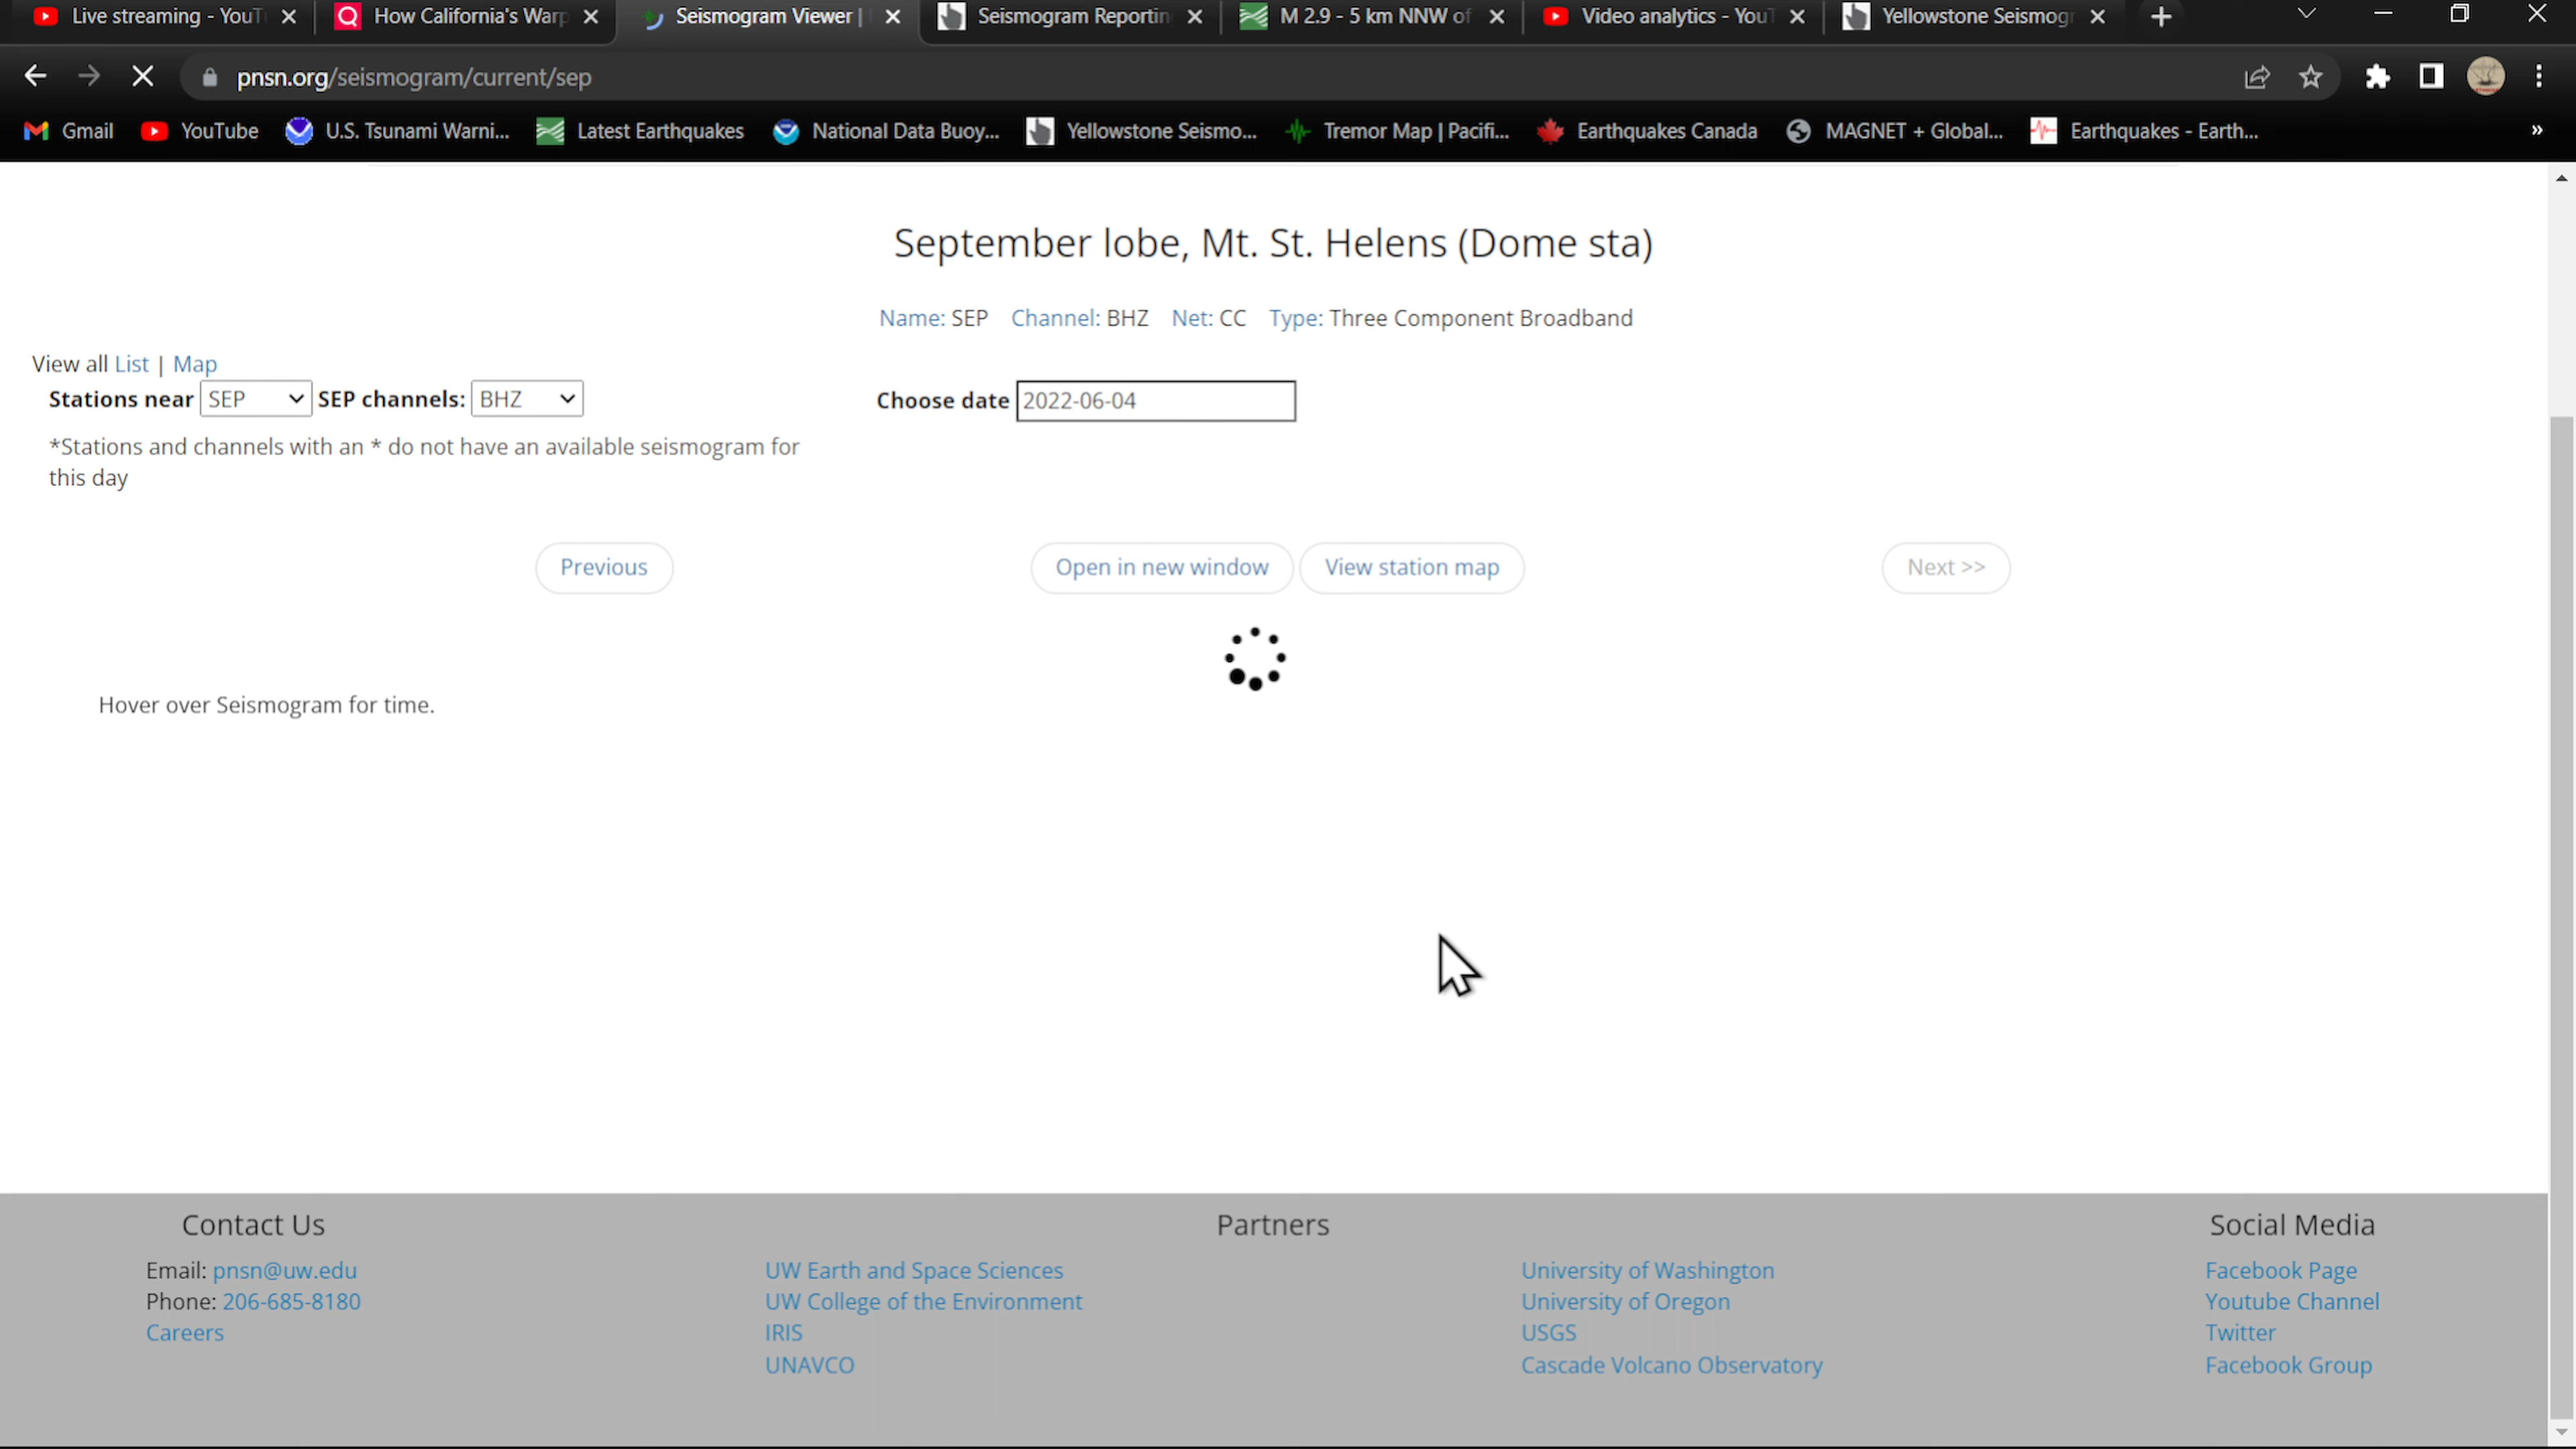 Live streaming - YouT
How California's Warp
Seismogram Viewer |
Seismogram Reportin
M 2.9 - 5 km NNW of
Video analytics - YouT
Yellowstone Seismogr
pnsn.org/seismogram/current/sep
Gmail
YouTube
U.S. Tsunami Warni...
Latest Earthquakes
National Data Buoy...
Yellowstone Seismo...
Tremor Map | Pacifi...
Earthquakes Canada
MAGNET + Global...
Earthquakes - Earth...
»
September lobe, Mt. St. Helens (Dome sta)
Name: SEP Channel: BHZ Net: CC Type: Three Component Broadband
View all List | Map
Stations near SEP SEP channels: BHZ
Choose date 2022-06-04
*Stations and channels with an * do not have an available seismogram for
this day
Previous
Open in new window
View station map
Next >>
Hover over Seismogram for time.
Contact Us
Email: pnsn@uw.edu
Phone: 206-685-8180
Careers
Partners
UW Earth and Space Sciences
UW College of the Environment
IRIS
UNAVCO
University of Washington
University of Oregon
USGS
Cascade Volcano Observatory
Social Media
Facebook Page
Youtube Channel
Twitter
Facebook Group